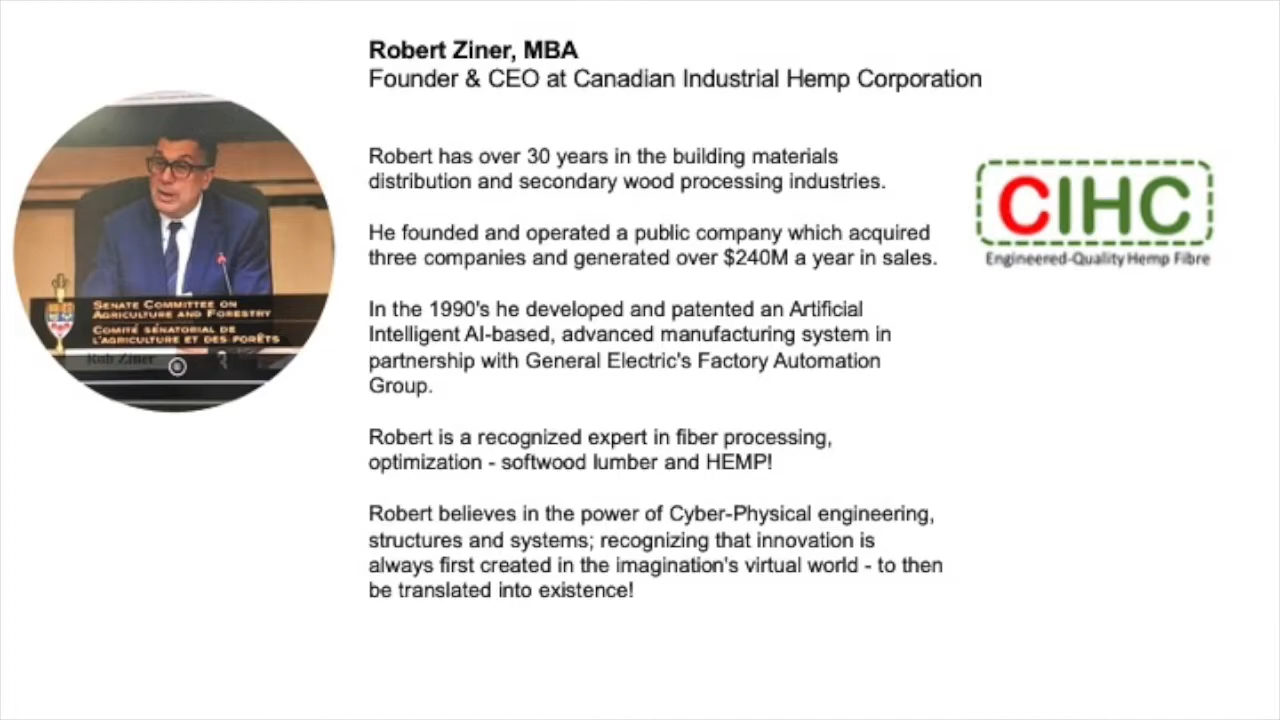 Robert Ziner, MBA
Founder & CEO at Canadian Industrial Hemp Corporation
Robert has over 30 years in the building materials
distribution and secondary wood processing industries.
He founded and operated a public company which acquired
three companies and generated over $240M a year in sales.
In the 1990's he developed and patented an Artificial
Intelligent AI-based, advanced manufacturing system in
partnership with General Electric's Factory Automation
Group.
Robert is a recognized expert in fiber processing,
optimization - softwood lumber and HEMP!
Robert believes in the power of Cyber-Physical engineering,
structures and systems; recognizing that innovation is
always first created in the imagination's virtual world - to then
be translated into existence!
SENATE COMMITTEE ON
AGRICULTURE AND FORESTRY
COMITÉ SÉNATORIAL DE
L'AGRICULTURE ET DES FORÊTS
Rob Ziner
CIHC
Engineered-Quality Hemp Fibre